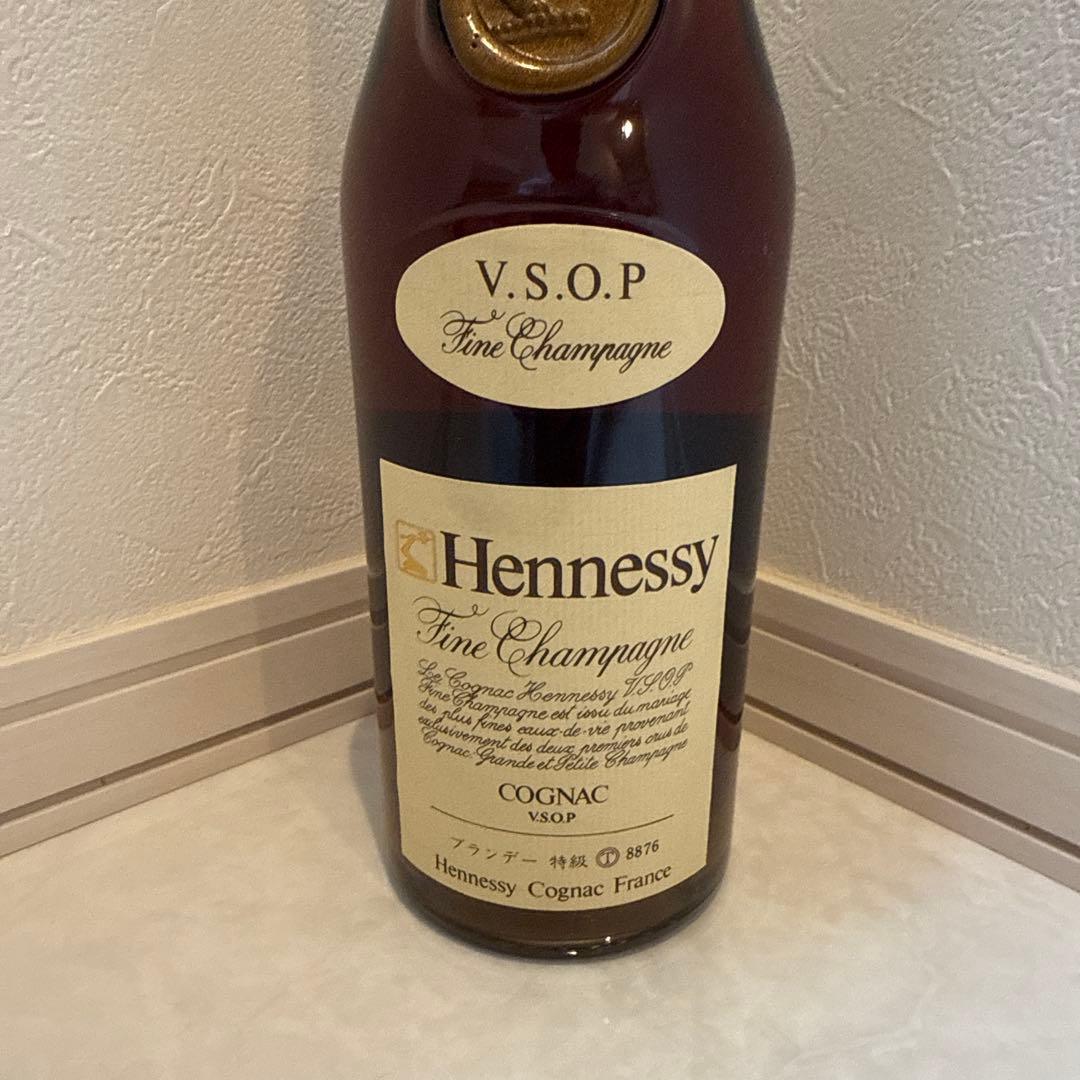 V.S.O.P
Fine Champagne
Hennessy
Fine Champagne
Le Cognac Hennessy V.S.O.P
Fine Champagne est issu du mariage
des plus fines eaux-de-vie provenant
exclusivement des deux premiers crus de
Cognac: Grande et Petite Champagne
COGNAC
V.S.O.P
ブランデー 特級 Ⓣ 8876
Hennessy Cognac France